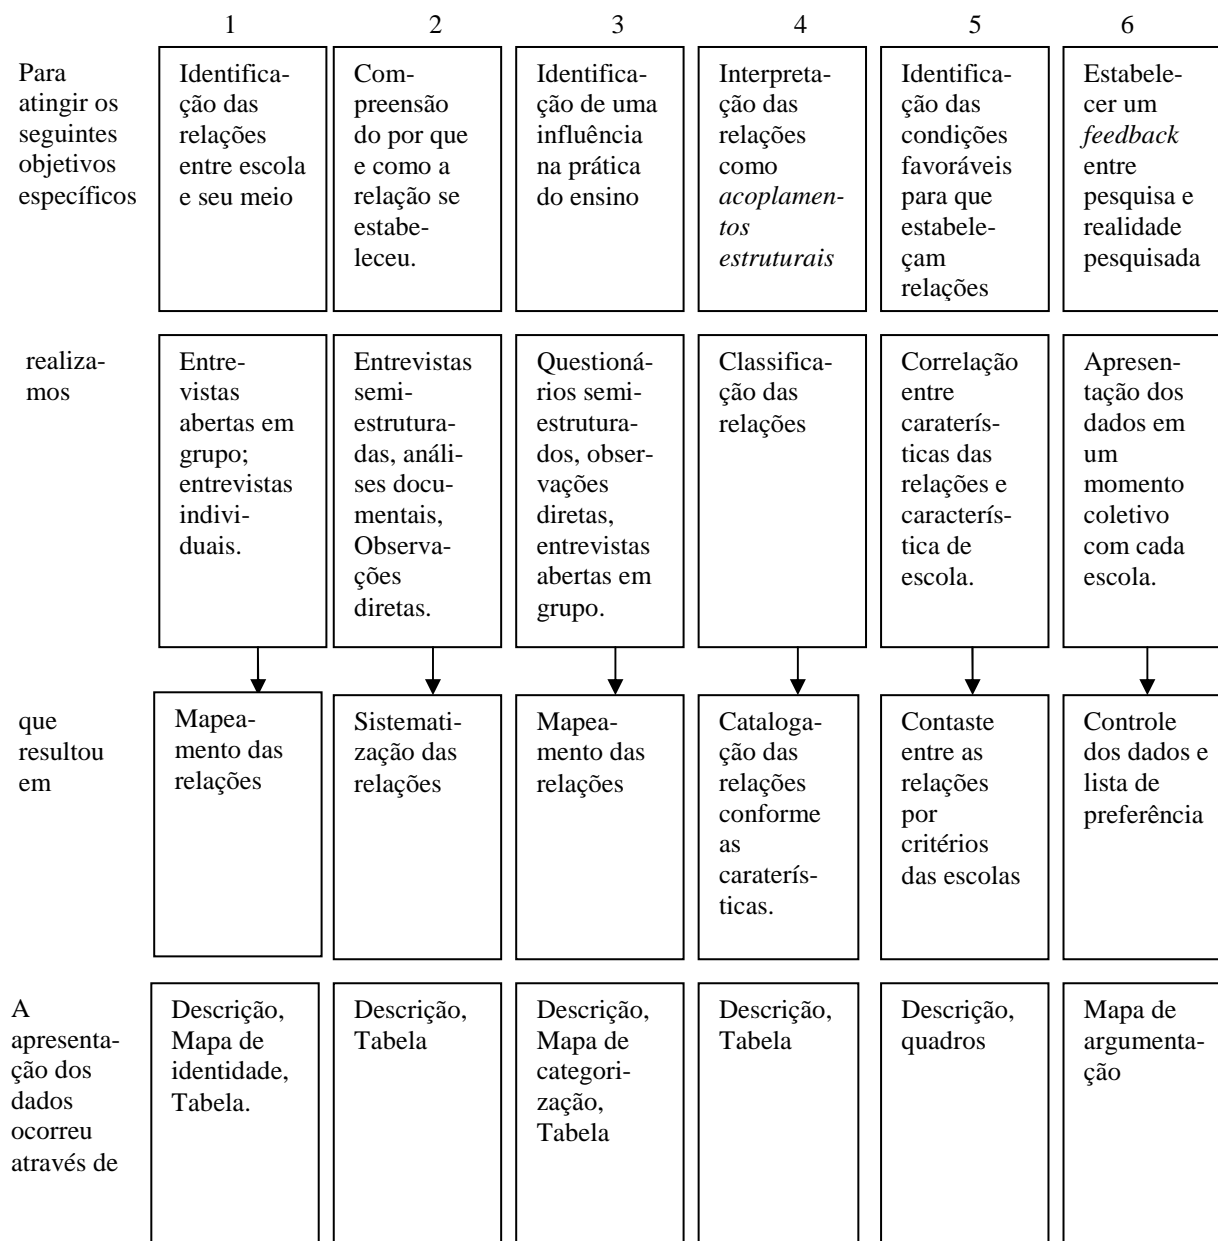 1
2
3
4
5
6
Para
atingir os
seguintes
objetivos
específicos
Identifica-
ção das
relações
entre escola
e seu meio
Com-
preensão
do por que
e como a
relação se
estabe-
leceu.
Identifica-
ção de uma
influência
na prática
do ensino
Interpreta-
ção das
relações
como
acoplamen-
tos
estruturais
Identifica-
ção das
condições
favoráveis
para que
estabele-
çam
relações
Estabele-
cer um
feedback
entre
pesquisa e
realidade
pesquisada
realiza-
mos
Entre-
vistas
abertas em
grupo;
entrevistas
indivi-
duais.
Entrevistas
semi-
estrutura-
das, análi-
ses docu-
mentais,
Observa-
ções
diretas.
Questioná-
rios semi-
estrutura-
dos, obser-
vações
diretas,
entrevistas
abertas em
grupo.
Classifica-
ção das
relações
Correlação
entre
caraterís-
ticas das
relações e
caracterís-
tica de
escola.
Apresen-
tação dos
dados em
um
momento
coletivo
com cada
escola.
que
resultou
em
Mapea-
mento das
relações
Sistemati-
zação das
relações
Mapea-
mento das
relações
Cataloga-
ção das
relações
conforme
as
caraterís-
ticas.
Contaste
entre as
relações
por
critérios
das escolas
Controle
dos dados e
lista de
preferência
A
apresenta-
ção dos
dados
ocorreu
através de
Descrição,
Mapa de
identidade,
Tabela.
Descrição,
Tabela
Descrição,
Mapa de
categori-
zação,
Tabela
Descrição,
Tabela
Descrição,
quadros
Mapa de
argumenta-
ção